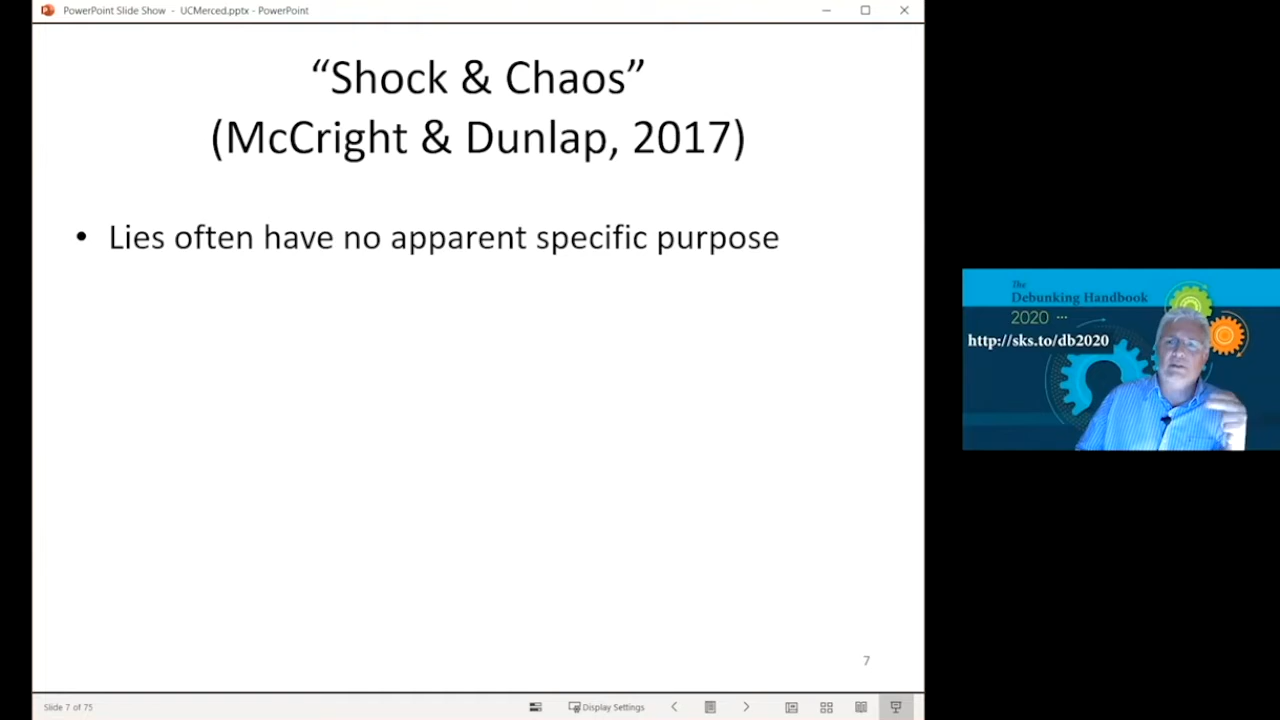 PowerPoint Slide Show - UCMerced.pptx - PowerPoint
“Shock & Chaos”
(McCright & Dunlap, 2017)
• Lies often have no apparent specific purpose
7
Slide 7 of 75
Display Settings
The
Debunking Handbook
2020
http://sks.to/db2020